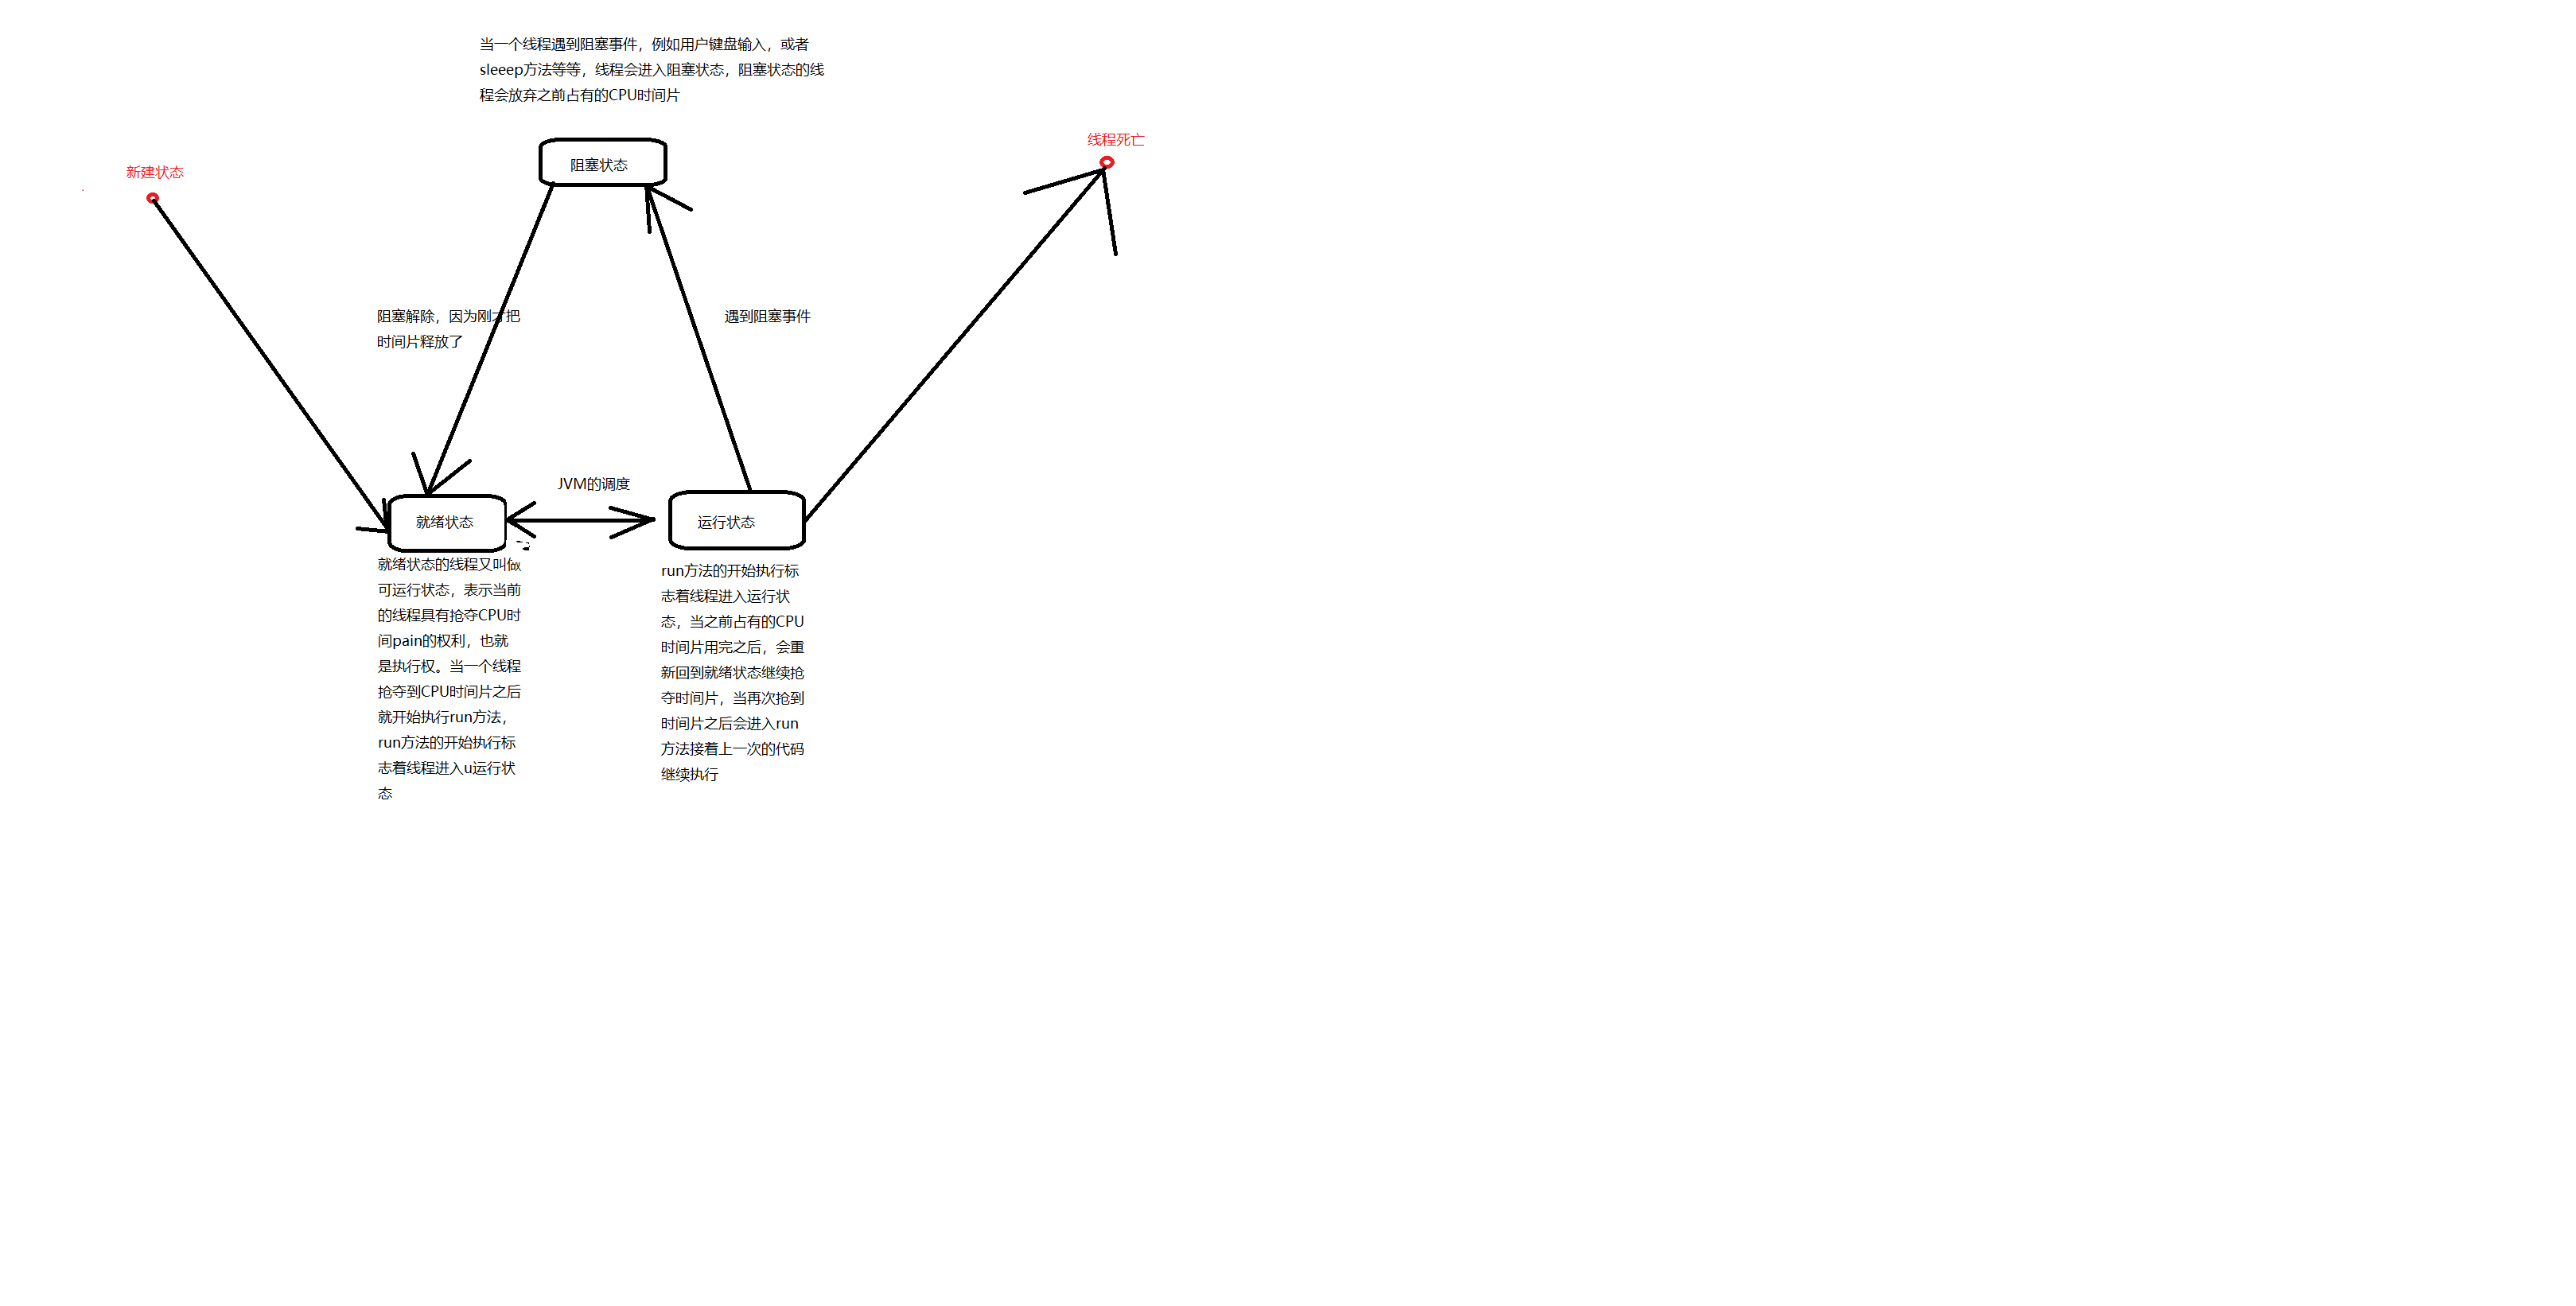 当一个线程遇到阻塞事件，例如用户键盘输入，或者
sleeep方法等等，线程会进入阻塞状态，阻塞状态的线
程会放弃之前占有的CPU时间片
线程死亡
新建状态
阻塞状态
阻塞解除，因为刚才把
时间片释放了
遇到阻塞事件
JVM的调度
就绪状态
运行状态
就绪状态的线程又叫做
可运行状态，表示当前
的线程具有抢夺CPU时
间pain的权利，也就
是执行权。当一个线程
抢夺到CPU时间片之后
就开始执行run方法，
run方法的开始执行标
志着线程进入u运行状
态
run方法的开始执行标
志着线程进入运行状
态，当之前占有的CPU
时间片用完之后，会重
新回到就绪状态继续抢
夺时间片，当再次抢到
时间片之后会进入run
方法接着上一次的代码
继续执行